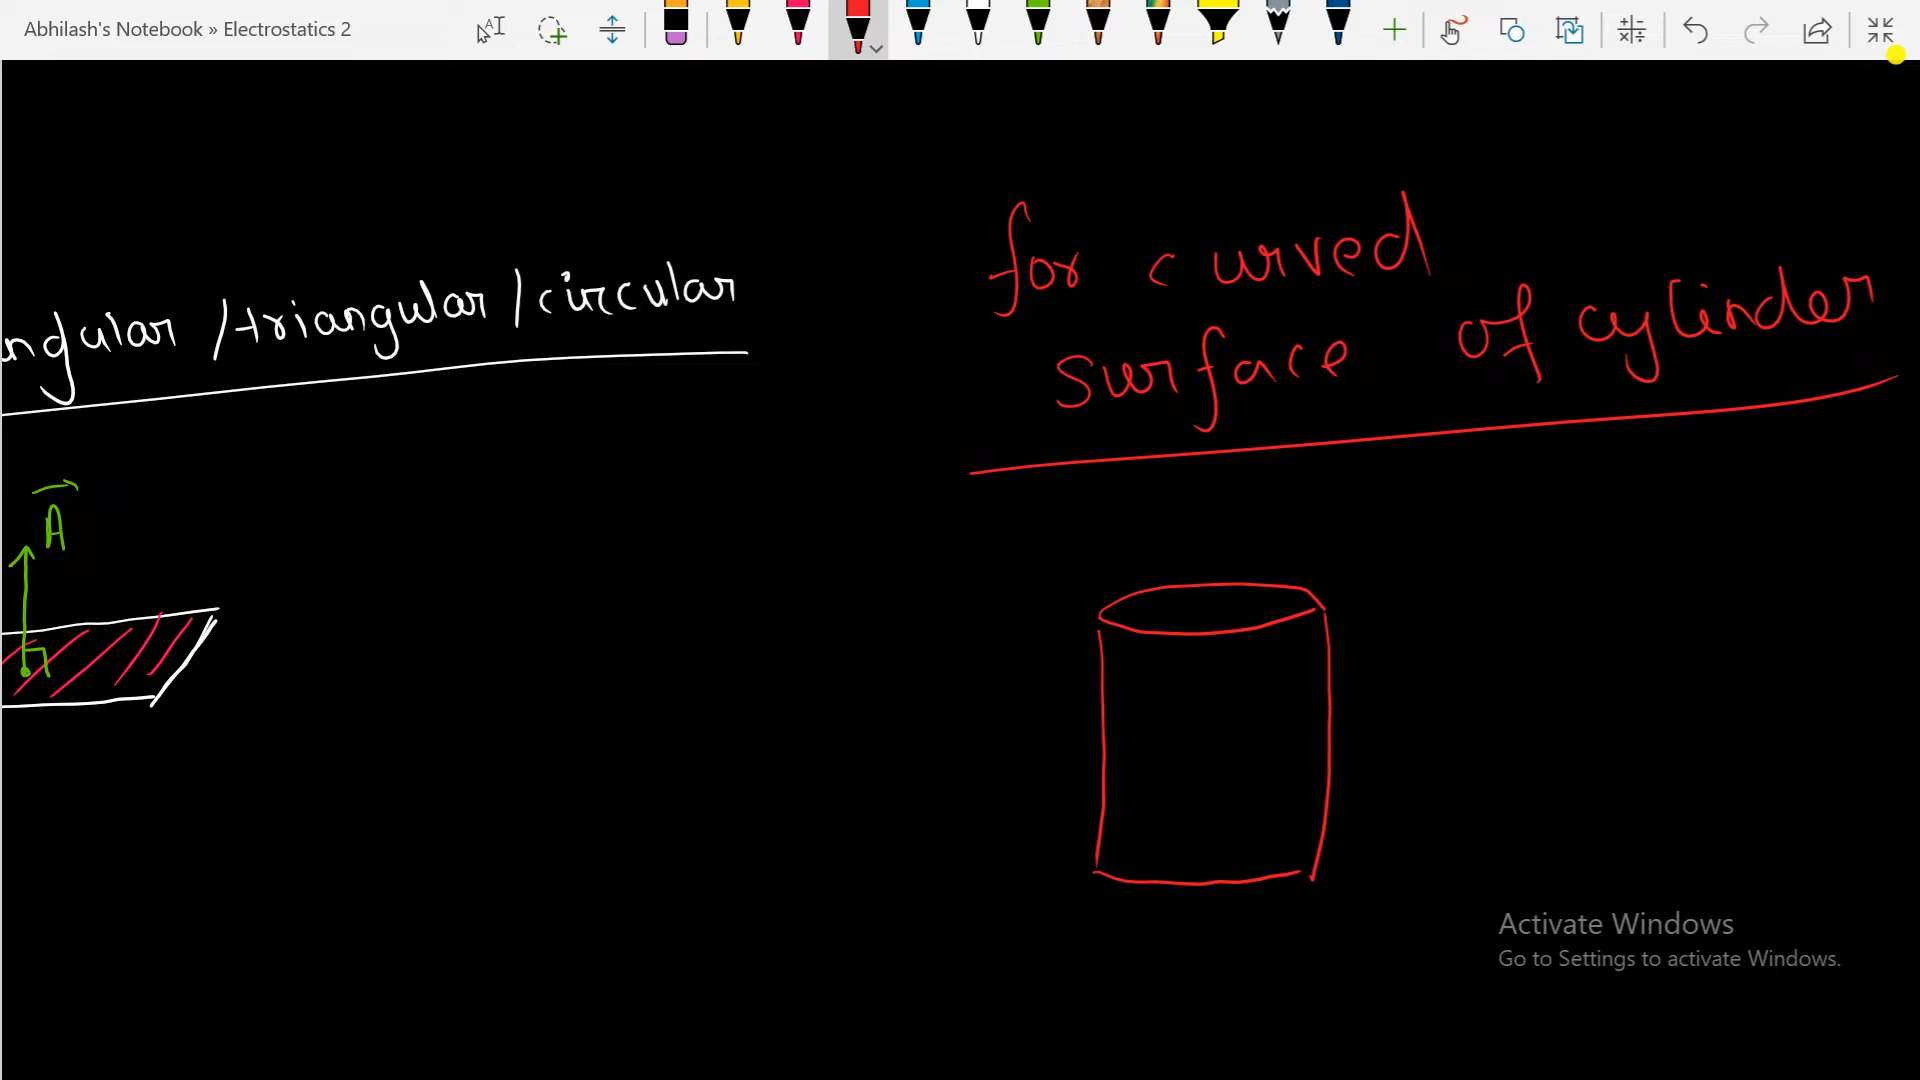 Abhilash's Notebook » Electrostatics 2
ngular /triangular/circular
for curved
surface of cylinder
A
Activate Windows
Go to Settings to activate Windows.